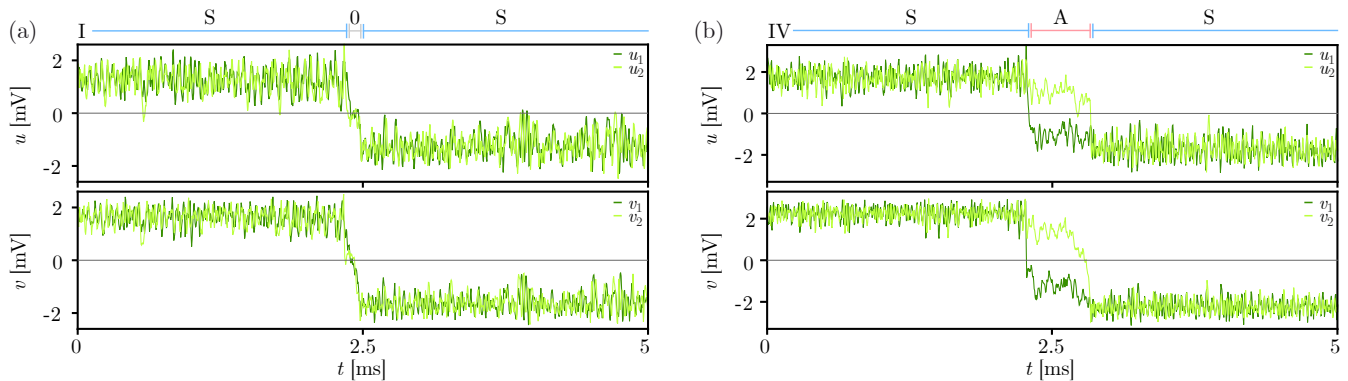 (a) I S 0 S
u [mV]
2
0
-2
u₁
u₂
v [mV]
2
0
-2
v₁
v₂
0 2.5 5
t [ms]
(b) IV S A S
u [mV]
2
0
-2
u₁
u₂
v [mV]
2
0
-2
v₁
v₂
0 2.5 5
t [ms]